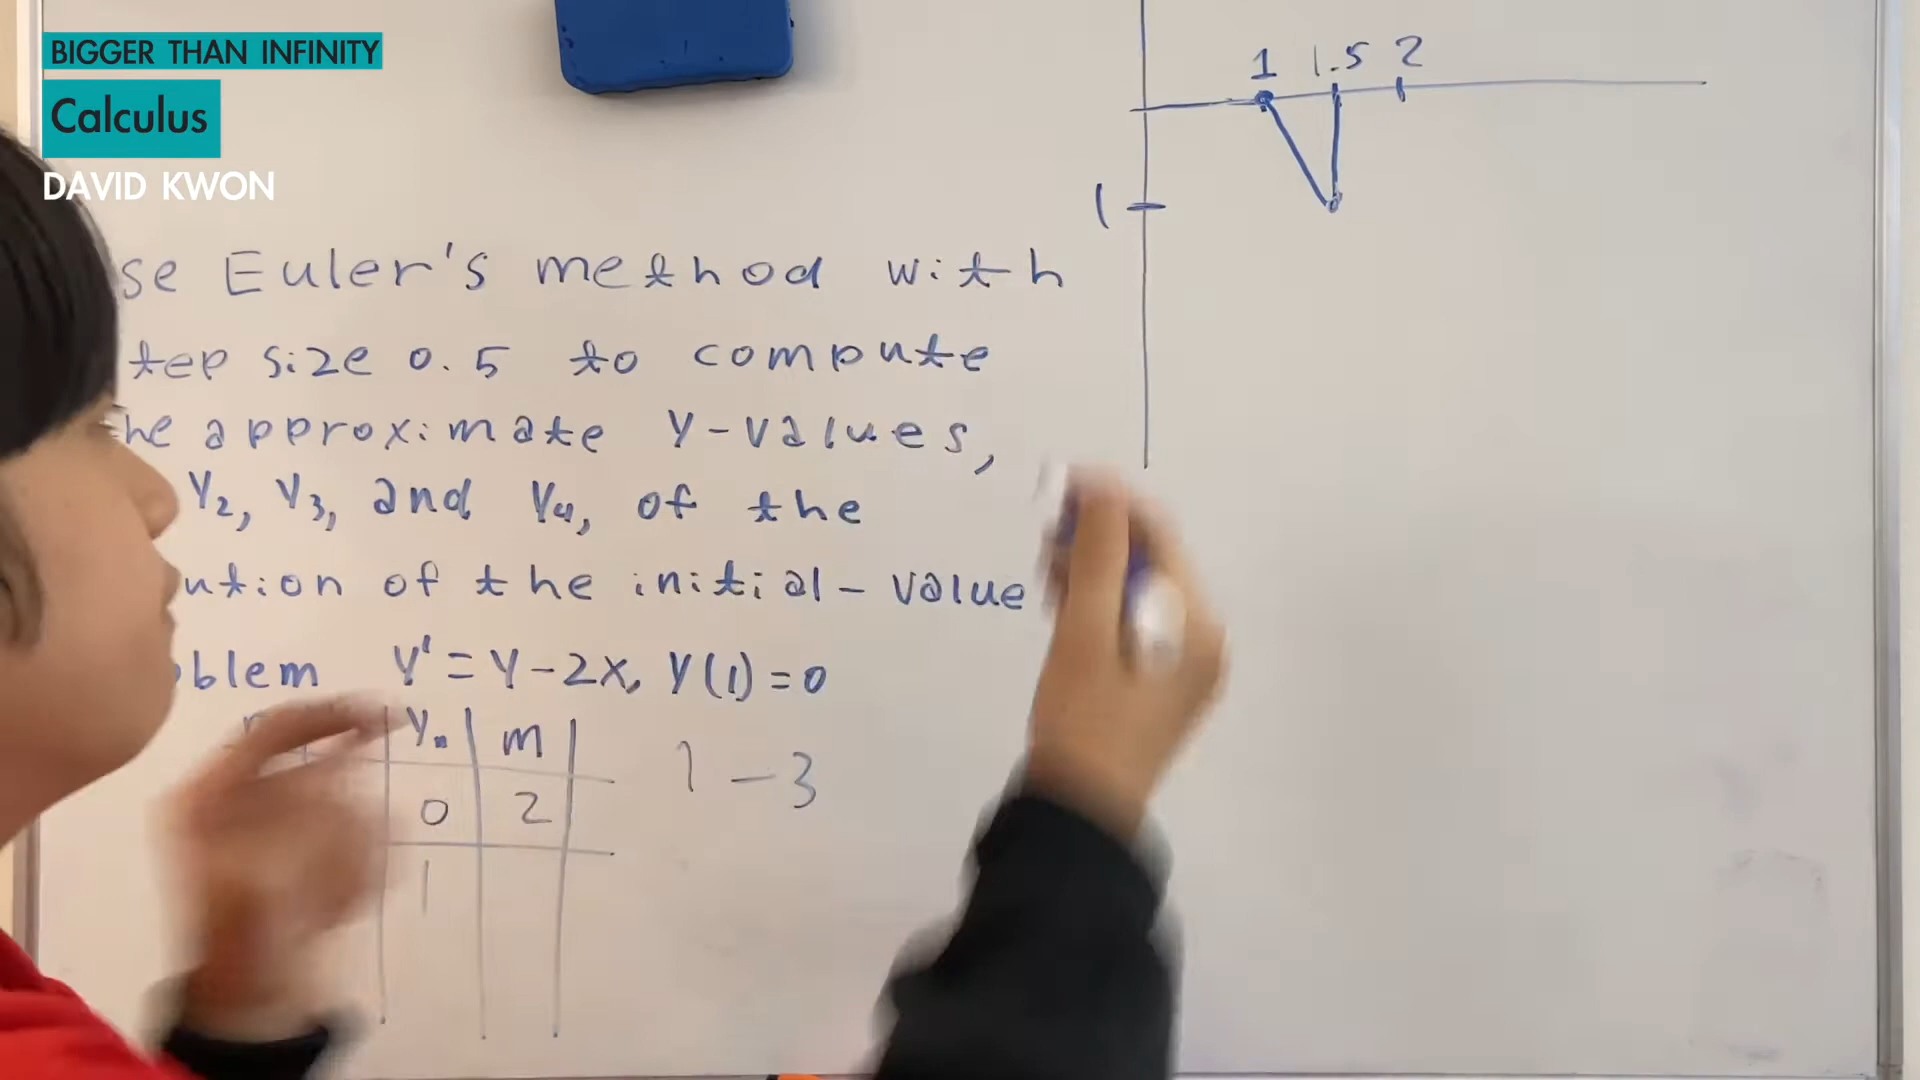 BIGGER THAN INFINITY
Calculus
DAVID KWON
1 1.5 2
1
se Euler's method with
tep size 0.5 to compute
he approximate y-values,
Y2, Y3, and Y4, of the
ution of the initial-value
oblem y' = y-2x, y(1)=0
Yn m
0 2 1 -3
1